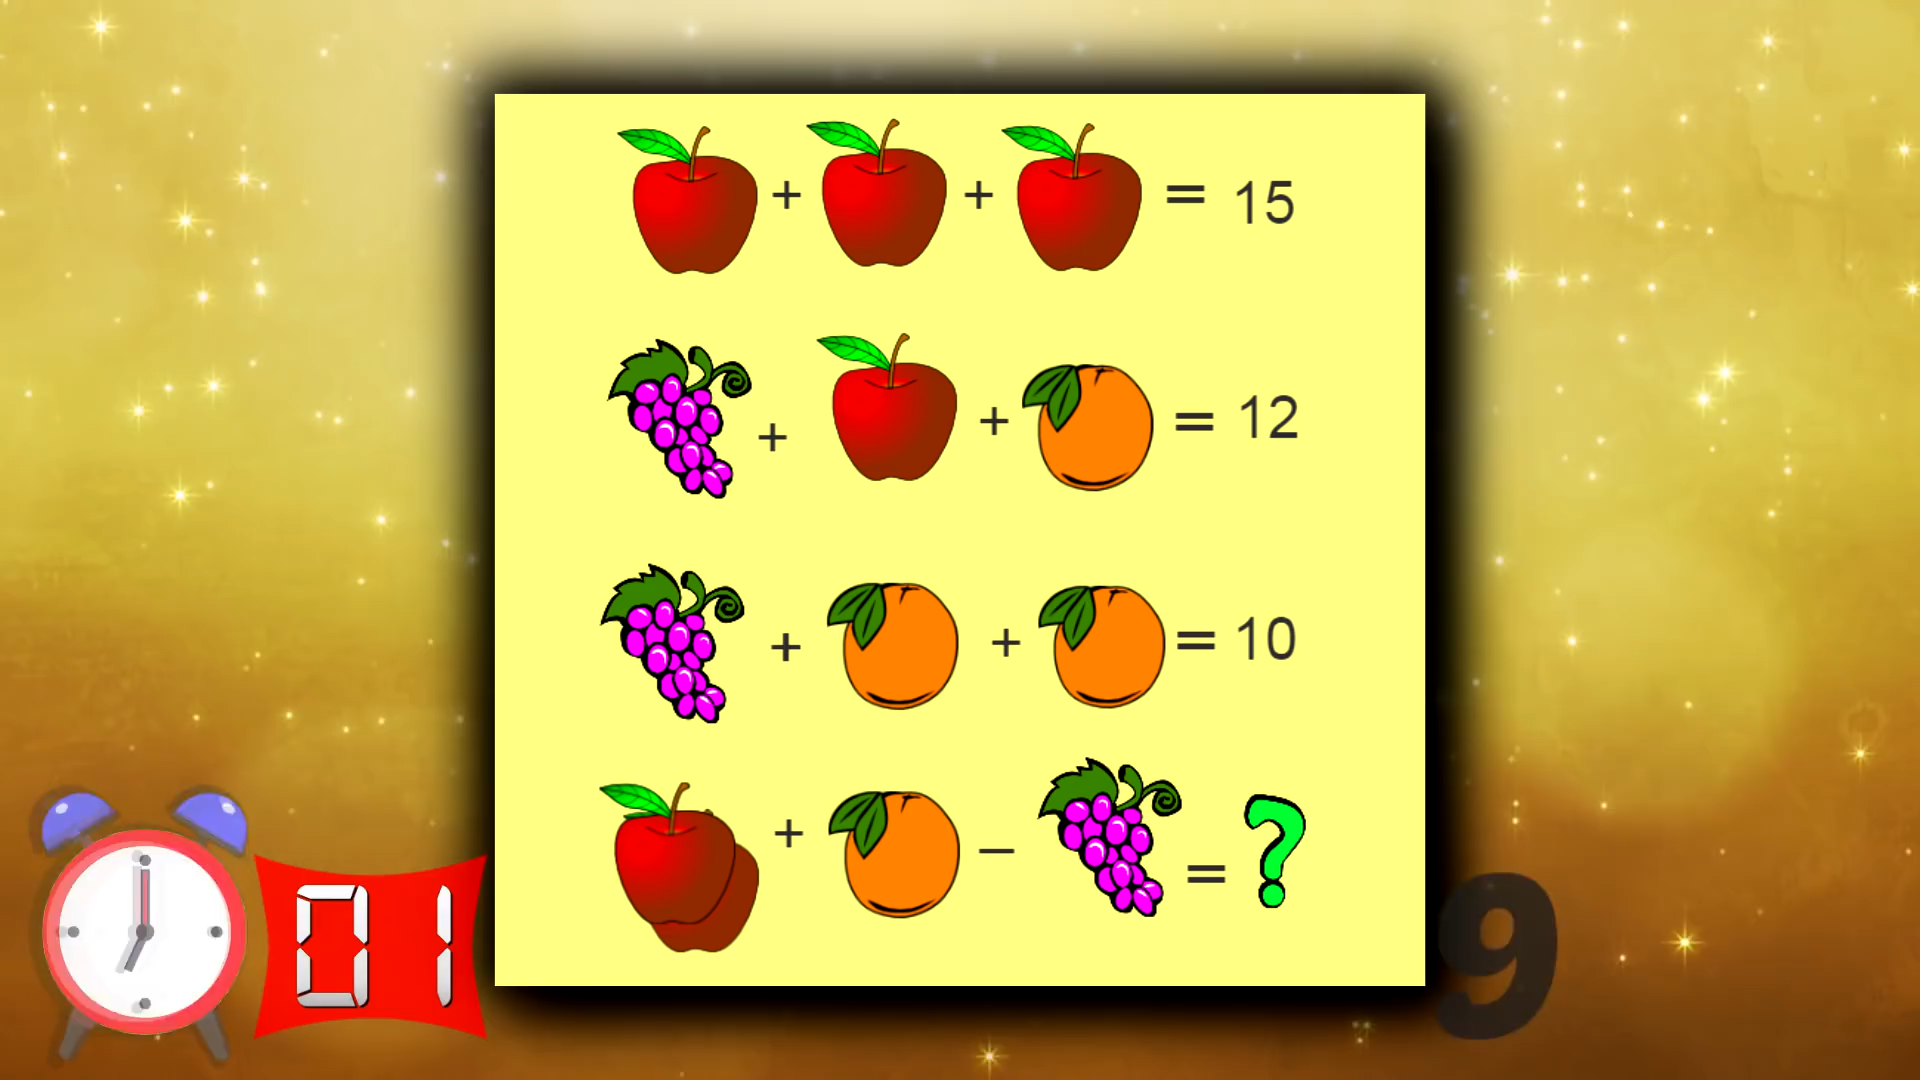 + + = 15
+ + = 12
+ + = 10
+ – = ?
01
9